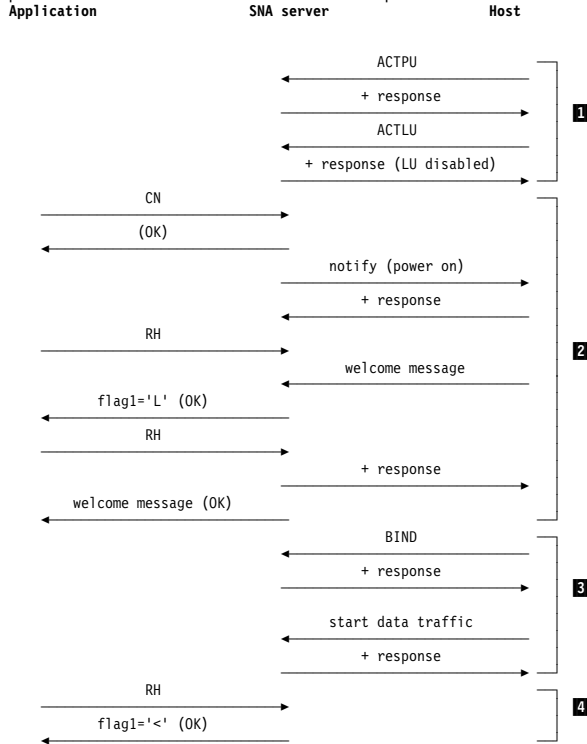 Application SNA server Host
ACTPU
+ response
1
ACTLU
+ response (LU disabled)
CN
(OK)
notify (power on)
+ response
RH
2
welcome message
flag1='L' (OK)
RH
+ response
welcome message (OK)
BIND
+ response
3
start data traffic
+ response
RH
4
flag1='<' (OK)